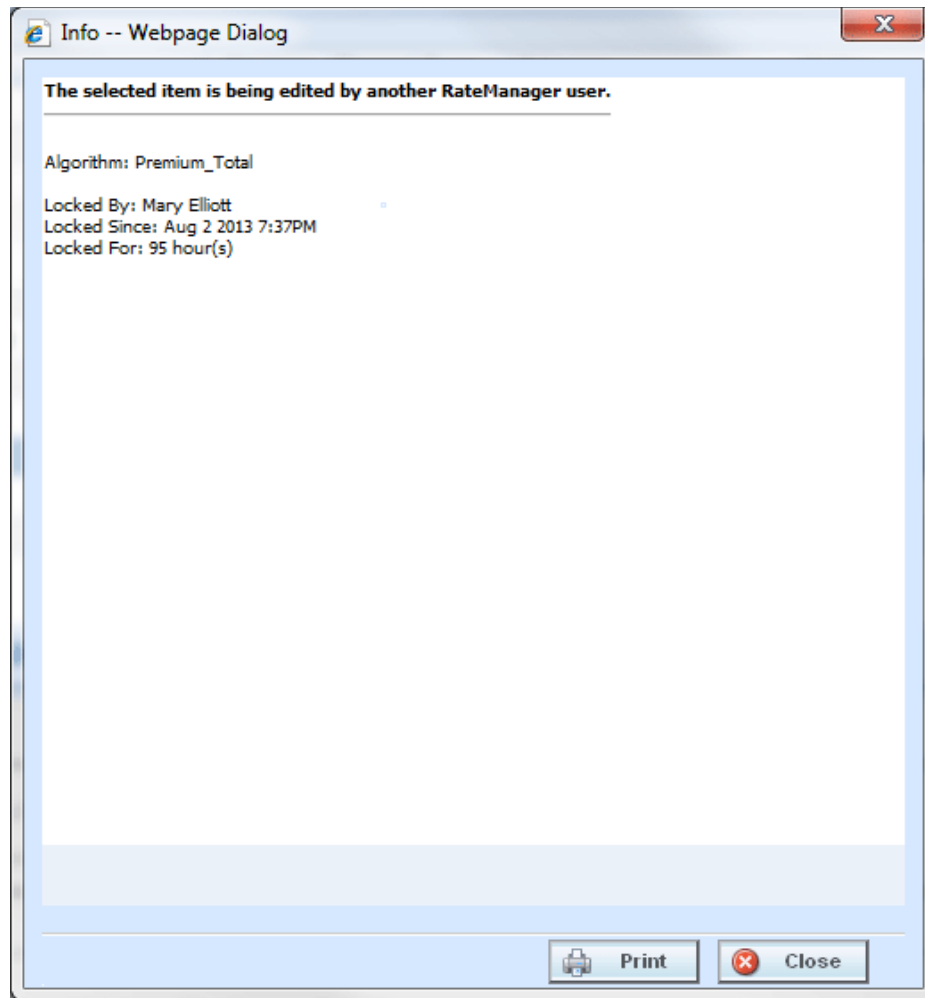 Info -- Webpage Dialog
The selected item is being edited by another RateManager user.
Algorithm: Premium_Total
Locked By: Mary Elliott
Locked Since: Aug 2 2013 7:37PM
Locked For: 95 hour(s)
Print Close